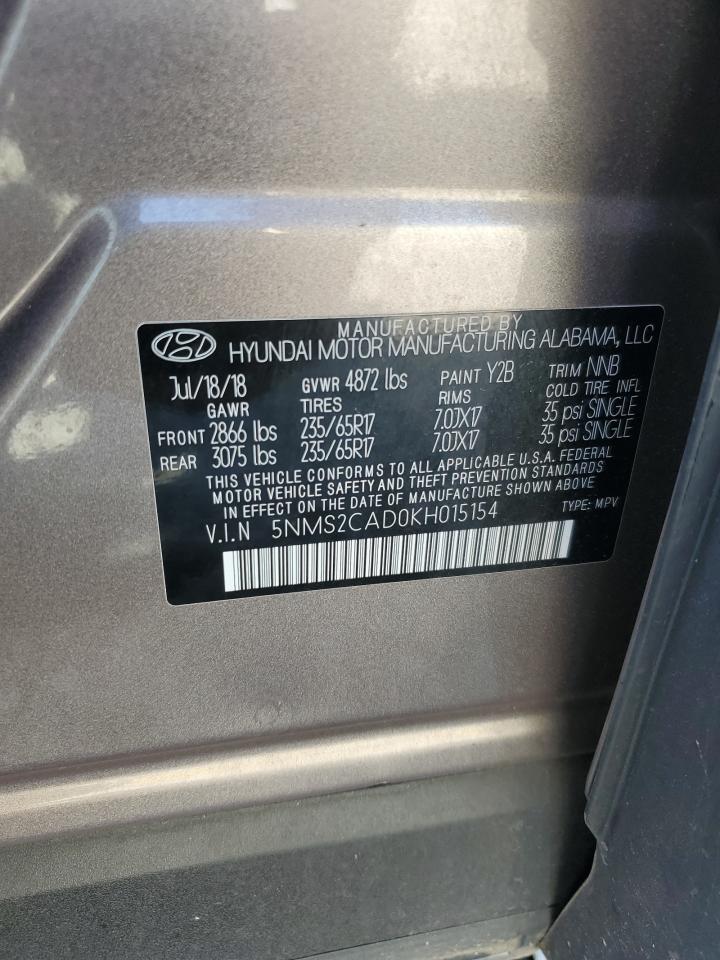 MANUFACTURED BY
HYUNDAI MOTOR MANUFACTURING ALABAMA, LLC
Jul/18/18 GVWR 4872 lbs PAINT Y2B TRIM NNB
GAWR TIRES RIMS COLD TIRE INFL
FRONT 2866 lbs 235/65R17 7.0JX17 35 psi SINGLE
REAR 3075 lbs 235/65R17 7.0JX17 35 psi SINGLE
THIS VEHICLE CONFORMS TO ALL APPLICABLE U.S.A. FEDERAL
MOTOR VEHICLE SAFETY AND THEFT PREVENTION STANDARDS
IN EFFECT ON THE DATE OF MANUFACTURE SHOWN ABOVE
V.I.N 5NMS2CAD0KH015154 TYPE: MPV